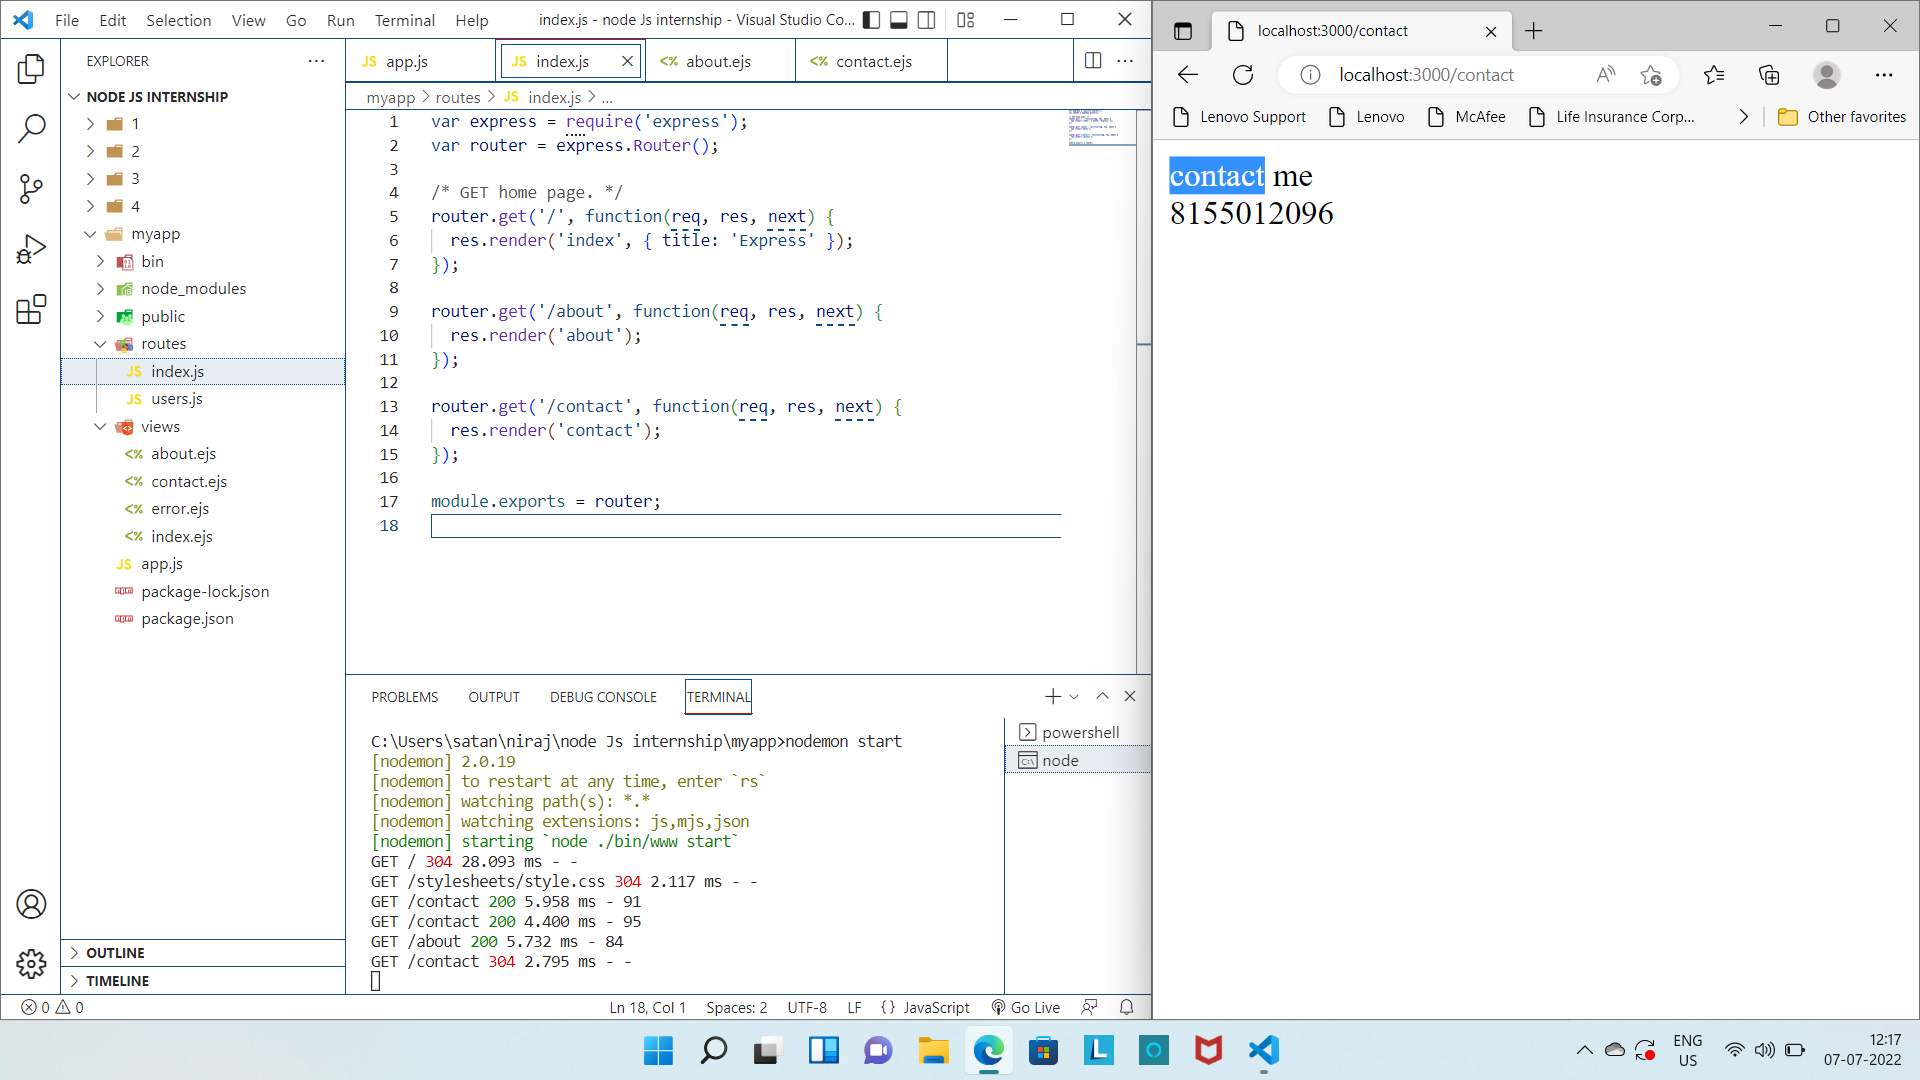 File Edit Selection View Go Run Terminal Help
index.js - node Js internship - Visual Studio Co...
EXPLORER
NODE JS INTERNSHIP
1
2
3
4
myapp
bin
node_modules
public
routes
JS index.js
JS users.js
views
<% about.ejs
<% contact.ejs
<% error.ejs
<% index.ejs
JS app.js
package-lock.json
package.json
OUTLINE
TIMELINE
JS app.js
JS index.js
<% about.ejs
<% contact.ejs
myapp > routes > JS index.js > ...
1 var express = require('express');
2 var router = express.Router();
3
4 /* GET home page. */
5 router.get('/', function(req, res, next) {
6 res.render('index', { title: 'Express' });
7 });
8
9 router.get('/about', function(req, res, next) {
10 res.render('about');
11 });
12
13 router.get('/contact', function(req, res, next) {
14 res.render('contact');
15 });
16
17 module.exports = router;
18
PROBLEMS OUTPUT DEBUG CONSOLE TERMINAL
C:\Users\satan\niraj\node Js internship\myapp>nodemon start
[nodemon] 2.0.19
[nodemon] to restart at any time, enter `rs`
[nodemon] watching path(s): *.*
[nodemon] watching extensions: js,mjs,json
[nodemon] starting `node ./bin/www start`
GET / 304 28.093 ms - -
GET /stylesheets/style.css 304 2.117 ms - -
GET /contact 200 5.958 ms - 91
GET /contact 200 4.400 ms - 95
GET /about 200 5.732 ms - 84
GET /contact 304 2.795 ms - -
powershell
node
0 0
Ln 18, Col 1 Spaces: 2 UTF-8 LF {} JavaScript Go Live
localhost:3000/contact
localhost:3000/contact
Lenovo Support Lenovo McAfee Life Insurance Corp... Other favorites
contact me
8155012096
ENG
US
12:17
07-07-2022